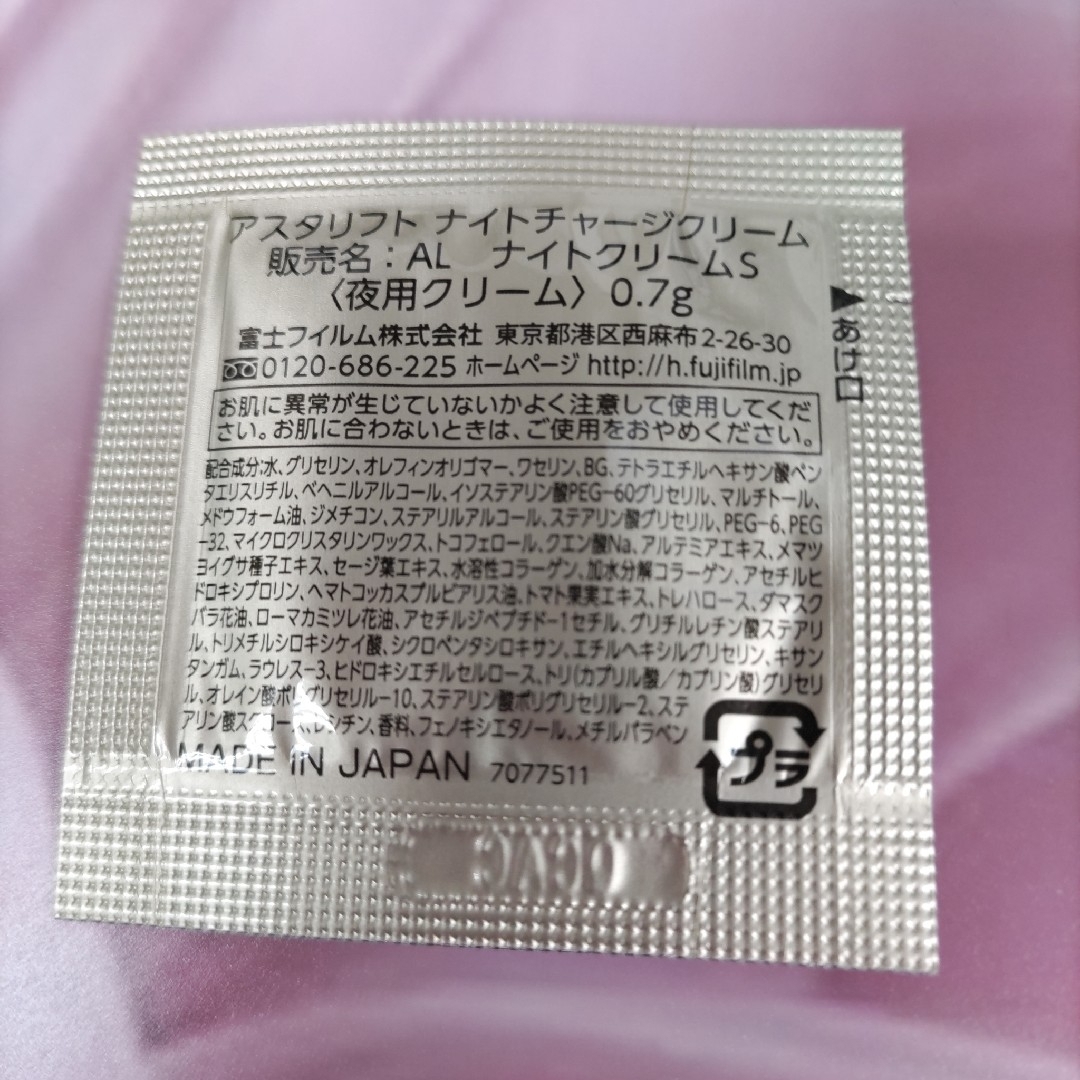 アスタリフト ナイトチャージクリーム
販売名：AL　ナイトクリームS
〈夜用クリーム〉 0.7g
富士フイルム株式会社 東京都港区西麻布2-26-30
0120-686-225 ホームページ http://h.fujifilm.jp
お肌に異常が生じていないかよく注意して使用してくだ
さい。お肌に合わないときは、ご使用をおやめください。
配合成分:水、グリセリン、オレフィンオリゴマー、ワセリン、BG、テトラエチルヘキサン酸ペン
タエリスリチル、ベヘニルアルコール、イソステアリン酸PEG-60グリセリル、マルチトール、
メドウフォーム油、ジメチコン、ステアリルアルコール、ステアリン酸グリセリル、PEG-6、PEG
-32、マイクロクリスタリンワックス、トコフェロール、クエン酸Na、アルテミアエキス、メマツ
ヨイグサ種子エキス、セージ葉エキス、水溶性コラーゲン、加水分解コラーゲン、アセチルヒ
ドロキシプロリン、ヘマトコッカスプルビアリス油、トマト果実エキス、トレハロース、ダマスク
バラ花油、ローマカミツレ花油、アセチルジペプチド-1セチル、グリチルレチン酸ステアリ
ル、トリメチルシロキシケイ酸、シクロペンタシロキサン、エチルヘキシルグリセリン、キサン
タンガム、ラウレス-3、ヒドロキシエチルセルロース、トリ(カプリル酸／カプリン酸)グリセリ
ル、オレイン酸ポリグリセリル-10、ステアリン酸ポリグリセリル-2、ステ
アリン酸スクロース、レシチン、香料、フェノキシエタノール、メチルパラベン
MADE IN JAPAN 7077511
プラ
▶あけ口